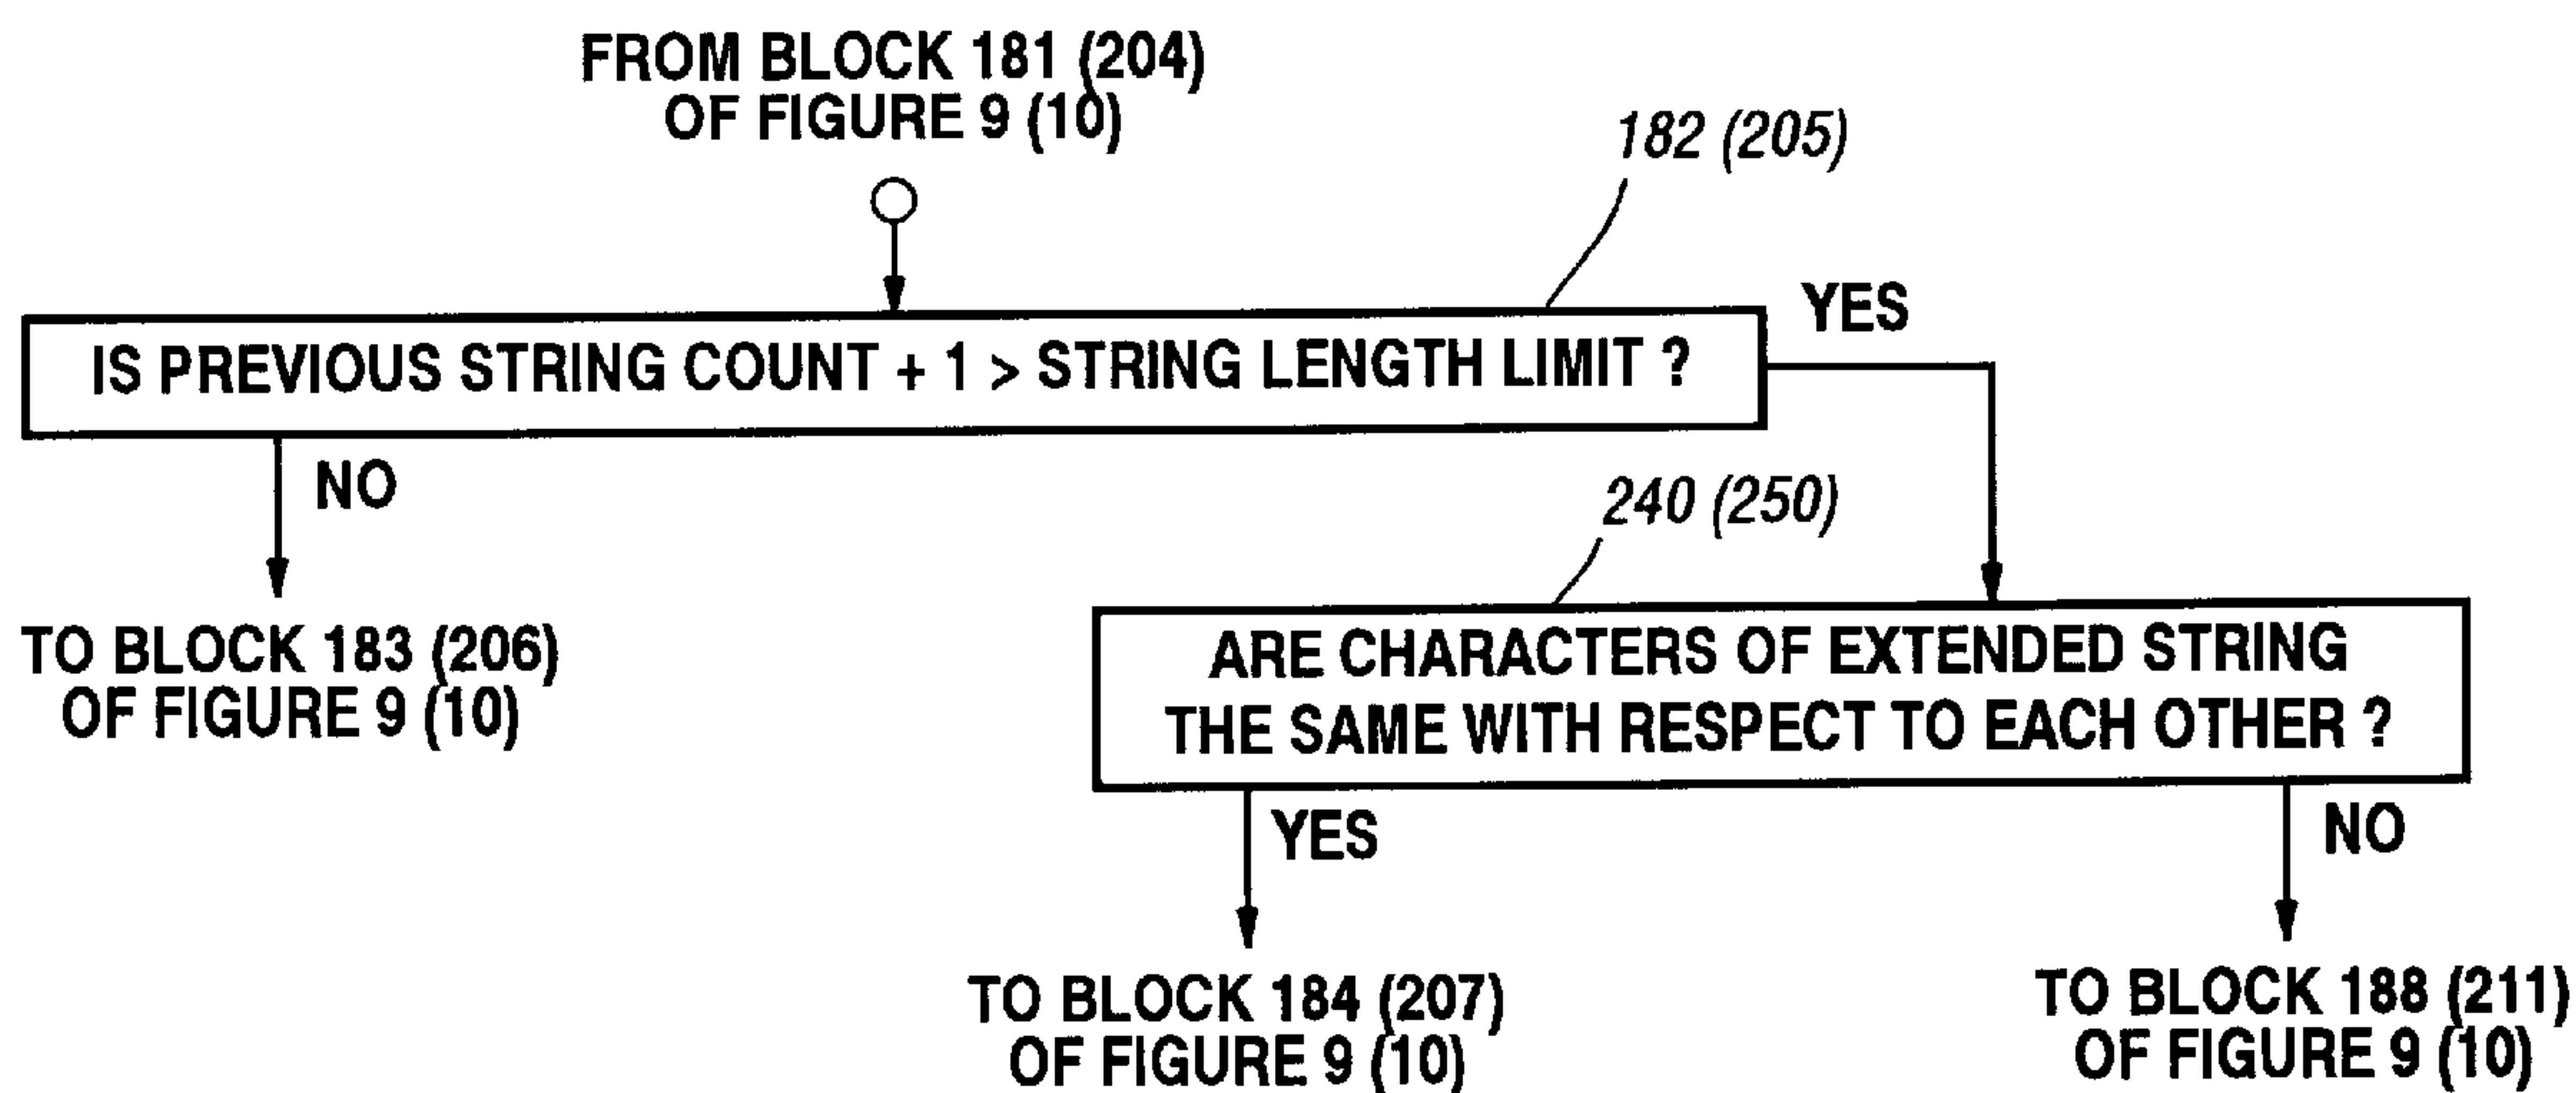 FROM BLOCK 181 (204)
OF FIGURE 9 (10)
182 (205)
YES
IS PREVIOUS STRING COUNT + 1 > STRING LENGTH LIMIT ?
NO
240 (250)
TO BLOCK 183 (206)
OF FIGURE 9 (10)
ARE CHARACTERS OF EXTENDED STRING
THE SAME WITH RESPECT TO EACH OTHER ?
YES
NO
TO BLOCK 184 (207)
OF FIGURE 9 (10)
TO BLOCK 188 (211)
OF FIGURE 9 (10)